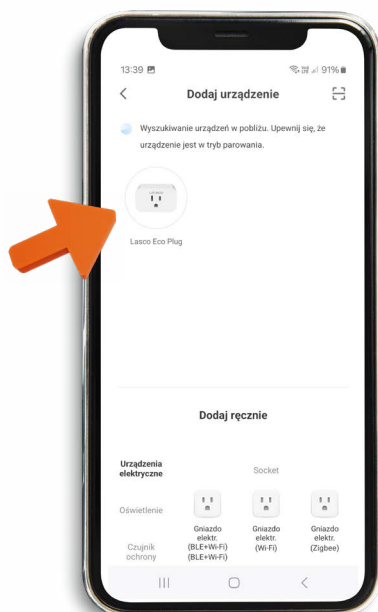 13:39
91%
Dodaj urządzenie
Wyszukiwanie urządzeń w pobliżu. Upewnij się, że
urządzenie jest w tryb parowania.
Lasco Eco Plug
Dodaj ręcznie
Urządzenia
elektryczne
Socket
Oświetlenie
Gniazdo
elektr.
(BLE+Wi-Fi)
(BLE+Wi-Fi)
Gniazdo
elektr.
(Wi-Fi)
Gniazdo
elektr.
(Zigbee)
Czujnik
ochrony